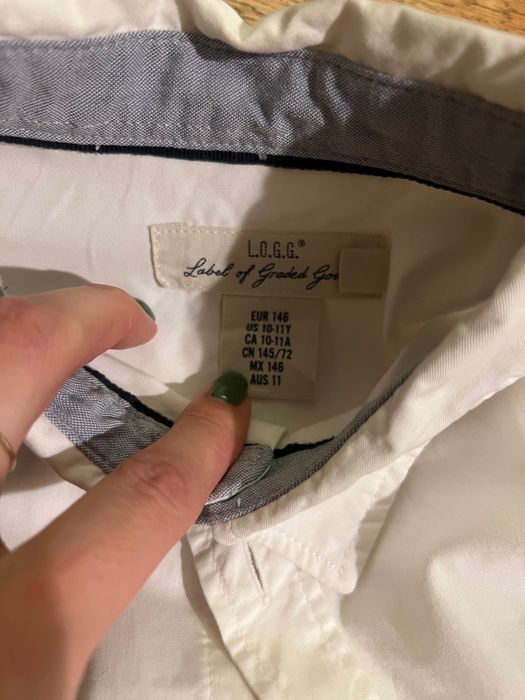 L.O.G.G.®
Label of Graded
EUR 146
US 10-11Y
CA 10-11A
CN 145/72
MX 146
AUS 11